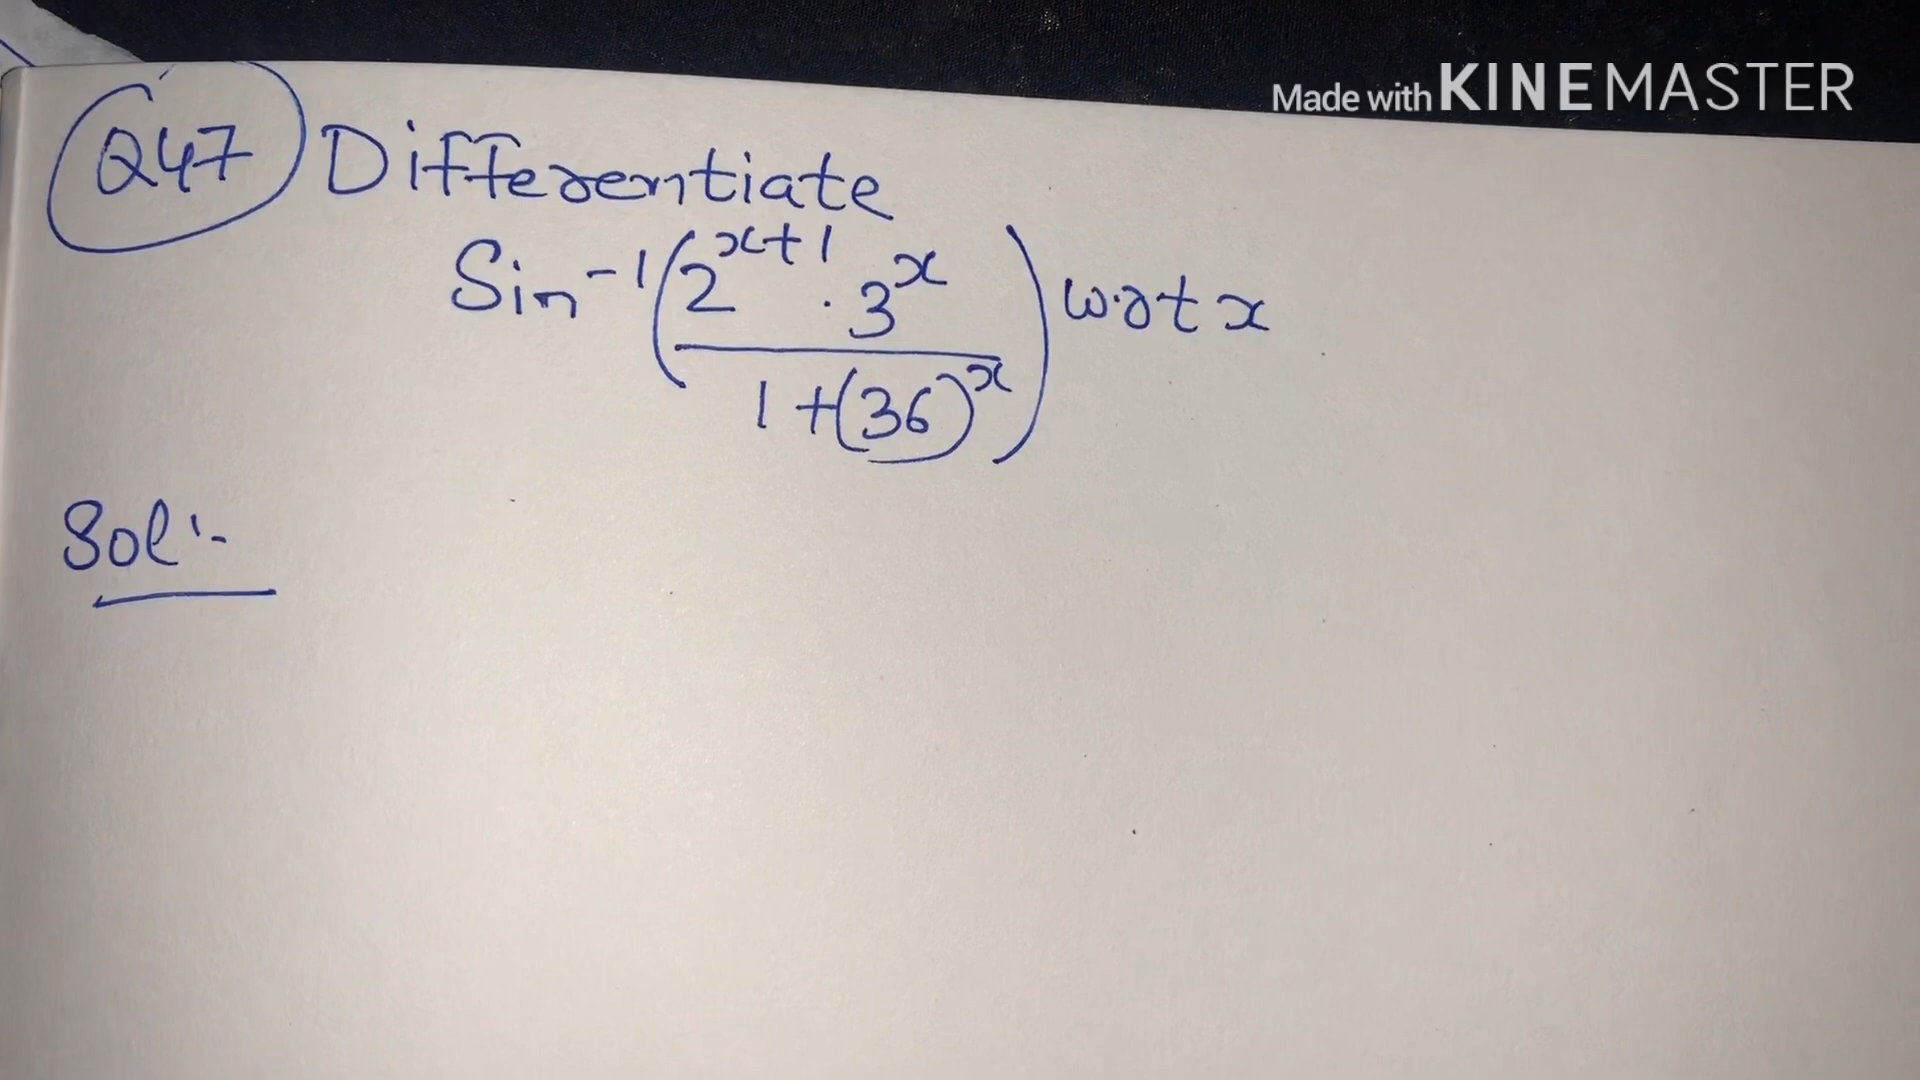 Made with KINEMASTER
Q47 Differentiate
Sin⁻¹(2^(x+1) · 3^x / 1+(36)^x) w.r.t x
Sol:-